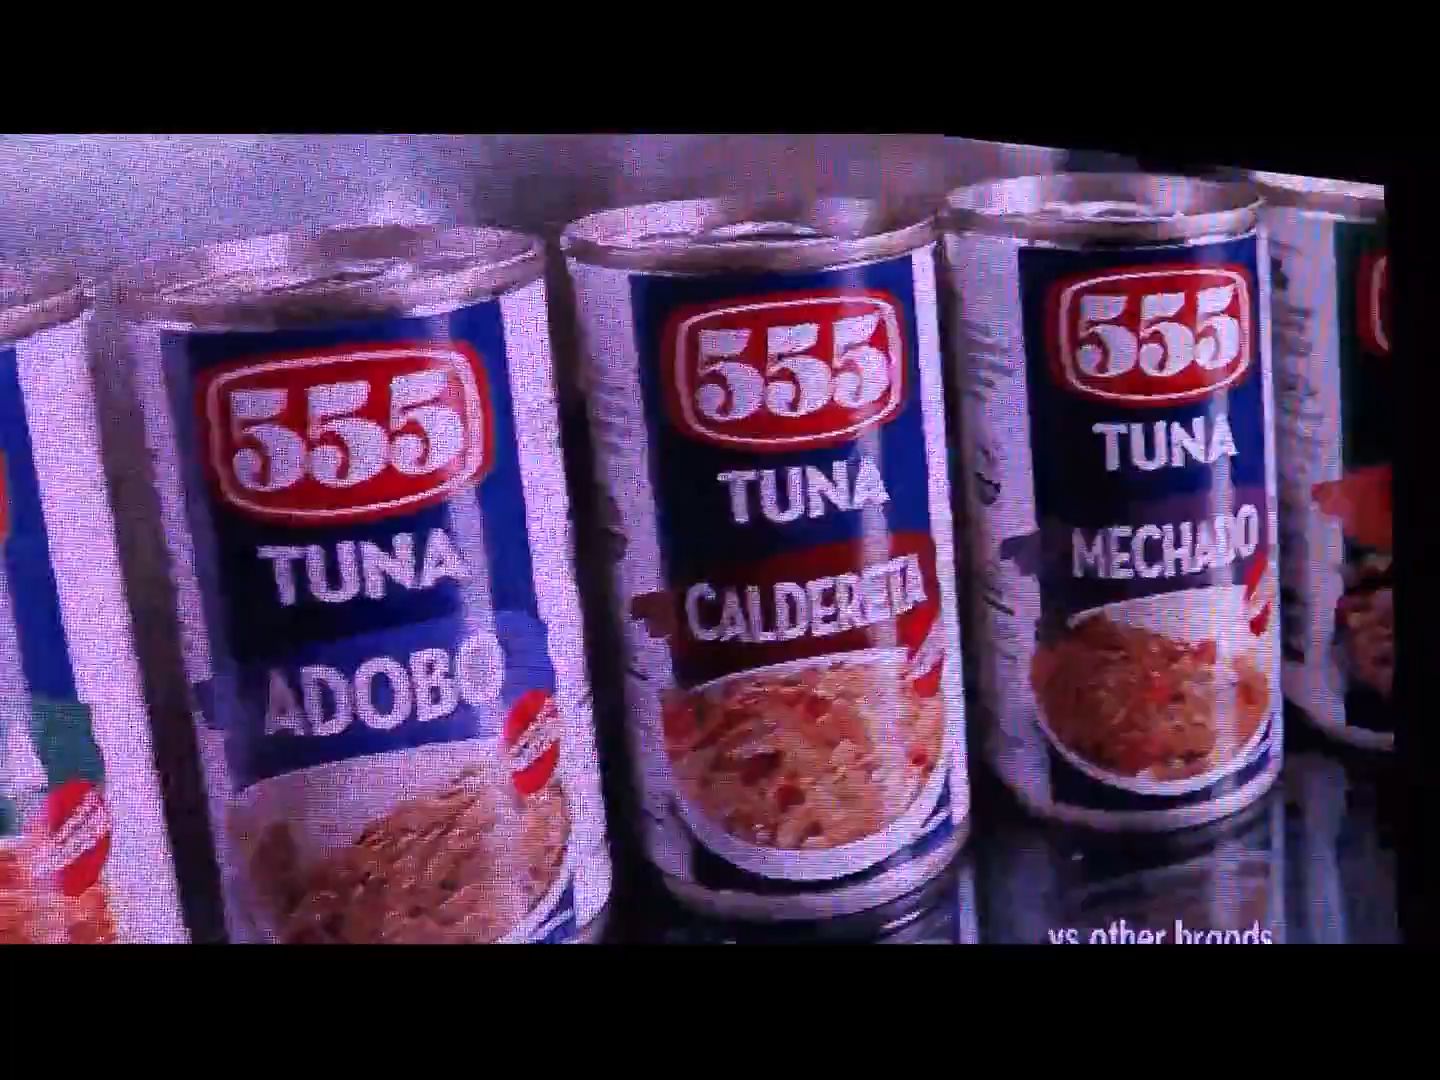 555
TUNA
ADOBO
555
TUNA
CALDERETA
555
TUNA
MECHADO
vs other brands